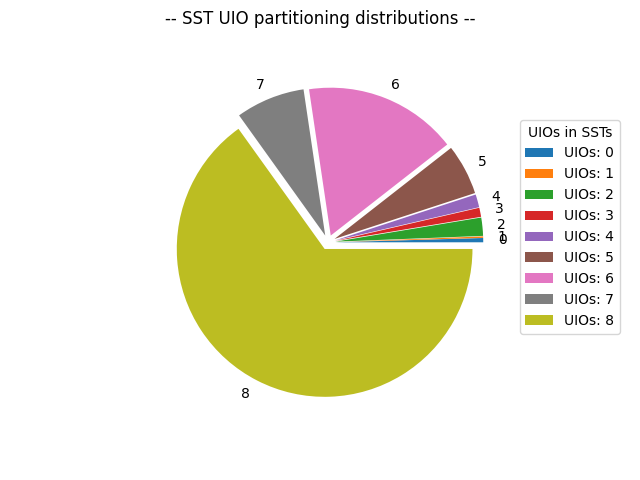 -- SST UIO partitioning distributions --
7
6
5
4
3
2
1
0
8
UIOs in SSTs
UIOs: 0
UIOs: 1
UIOs: 2
UIOs: 3
UIOs: 4
UIOs: 5
UIOs: 6
UIOs: 7
UIOs: 8